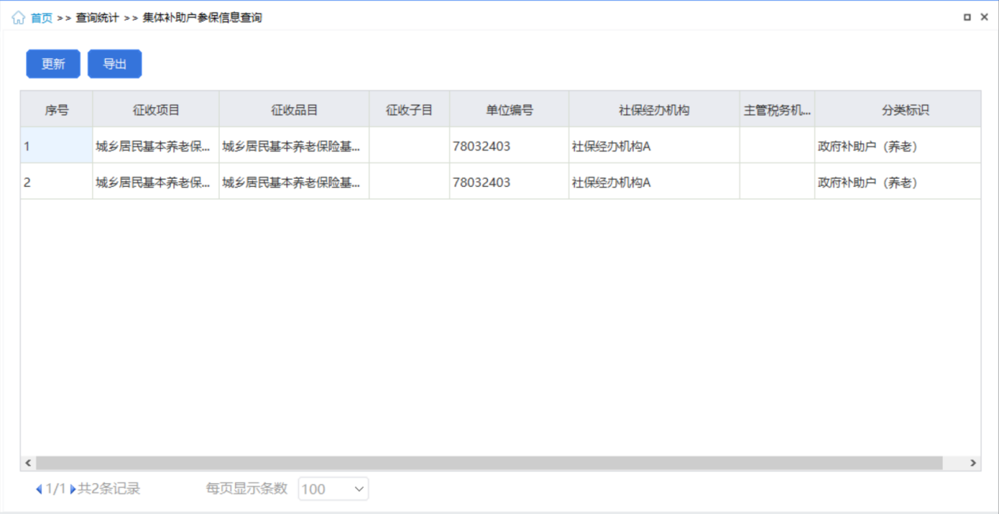 首页 >> 查询统计 >> 集体补助户参保信息查询
更新 导出
序号 征收项目 征收品目 征收子目 单位编号 社保经办机构 主管税务机... 分类标识
1 城乡居民基本养老保... 城乡居民基本养老保险基... 78032403 社保经办机构A 政府补助户（养老）
2 城乡居民基本养老保... 城乡居民基本养老保险基... 78032403 社保经办机构A 政府补助户（养老）
1/1 共2条记录 每页显示条数 100